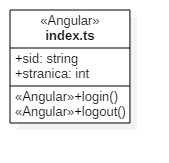 «Angular»
index.ts
+sid: string
+stranica: int
«Angular»+login()
«Angular»+logout()